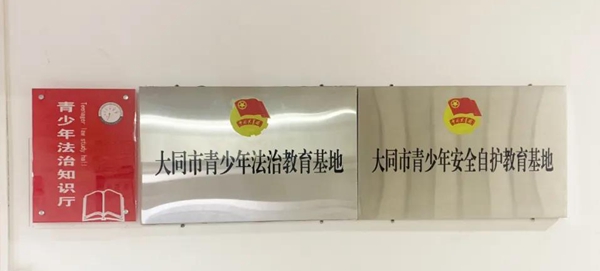 青少年法治知识厅
大同市青少年法治教育基地
大同市青少年安全自护教育基地